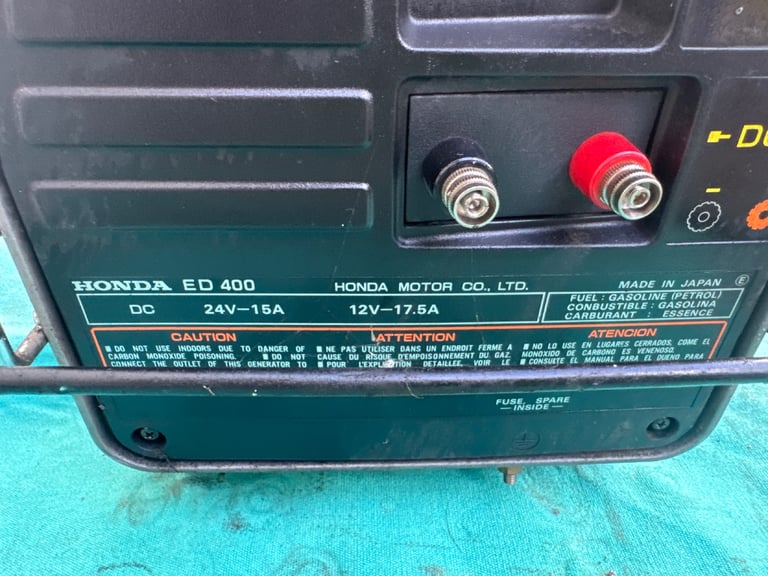 DC
HONDA ED 400 HONDA MOTOR CO., LTD. MADE IN JAPAN E
DC 24V–15A 12V–17.5A
FUEL : GASOLINE (PETROL)
CONBUSTIBLE : GASOLINA
CARBURANT : ESSENCE
CAUTION
■ DO NOT USE INDOORS DUE TO DANGER OF
CARBON MONOXIDE POISONING. ■ DO NOT
CONNECT THE OUTLET OF THIS GENERATOR TO
ATTENTION
■ NE PAS UTILISER DANS UN ENDROIT FERME A
CAUSE DU RISQUE D'EMPOISONNEMENT DU GAZ.
■ POUR L'EXPLICATION DETAILLEE, VOIR LE
ATENCION
■ NO LO USE EN LUGARES CERRADOS, COME EL
MONOXIDO DE CARBONO ES VENENOSO.
■ CONSUETE EL MANUAL PARA EL DUENO PARA
FUSE, SPARE
—INSIDE—